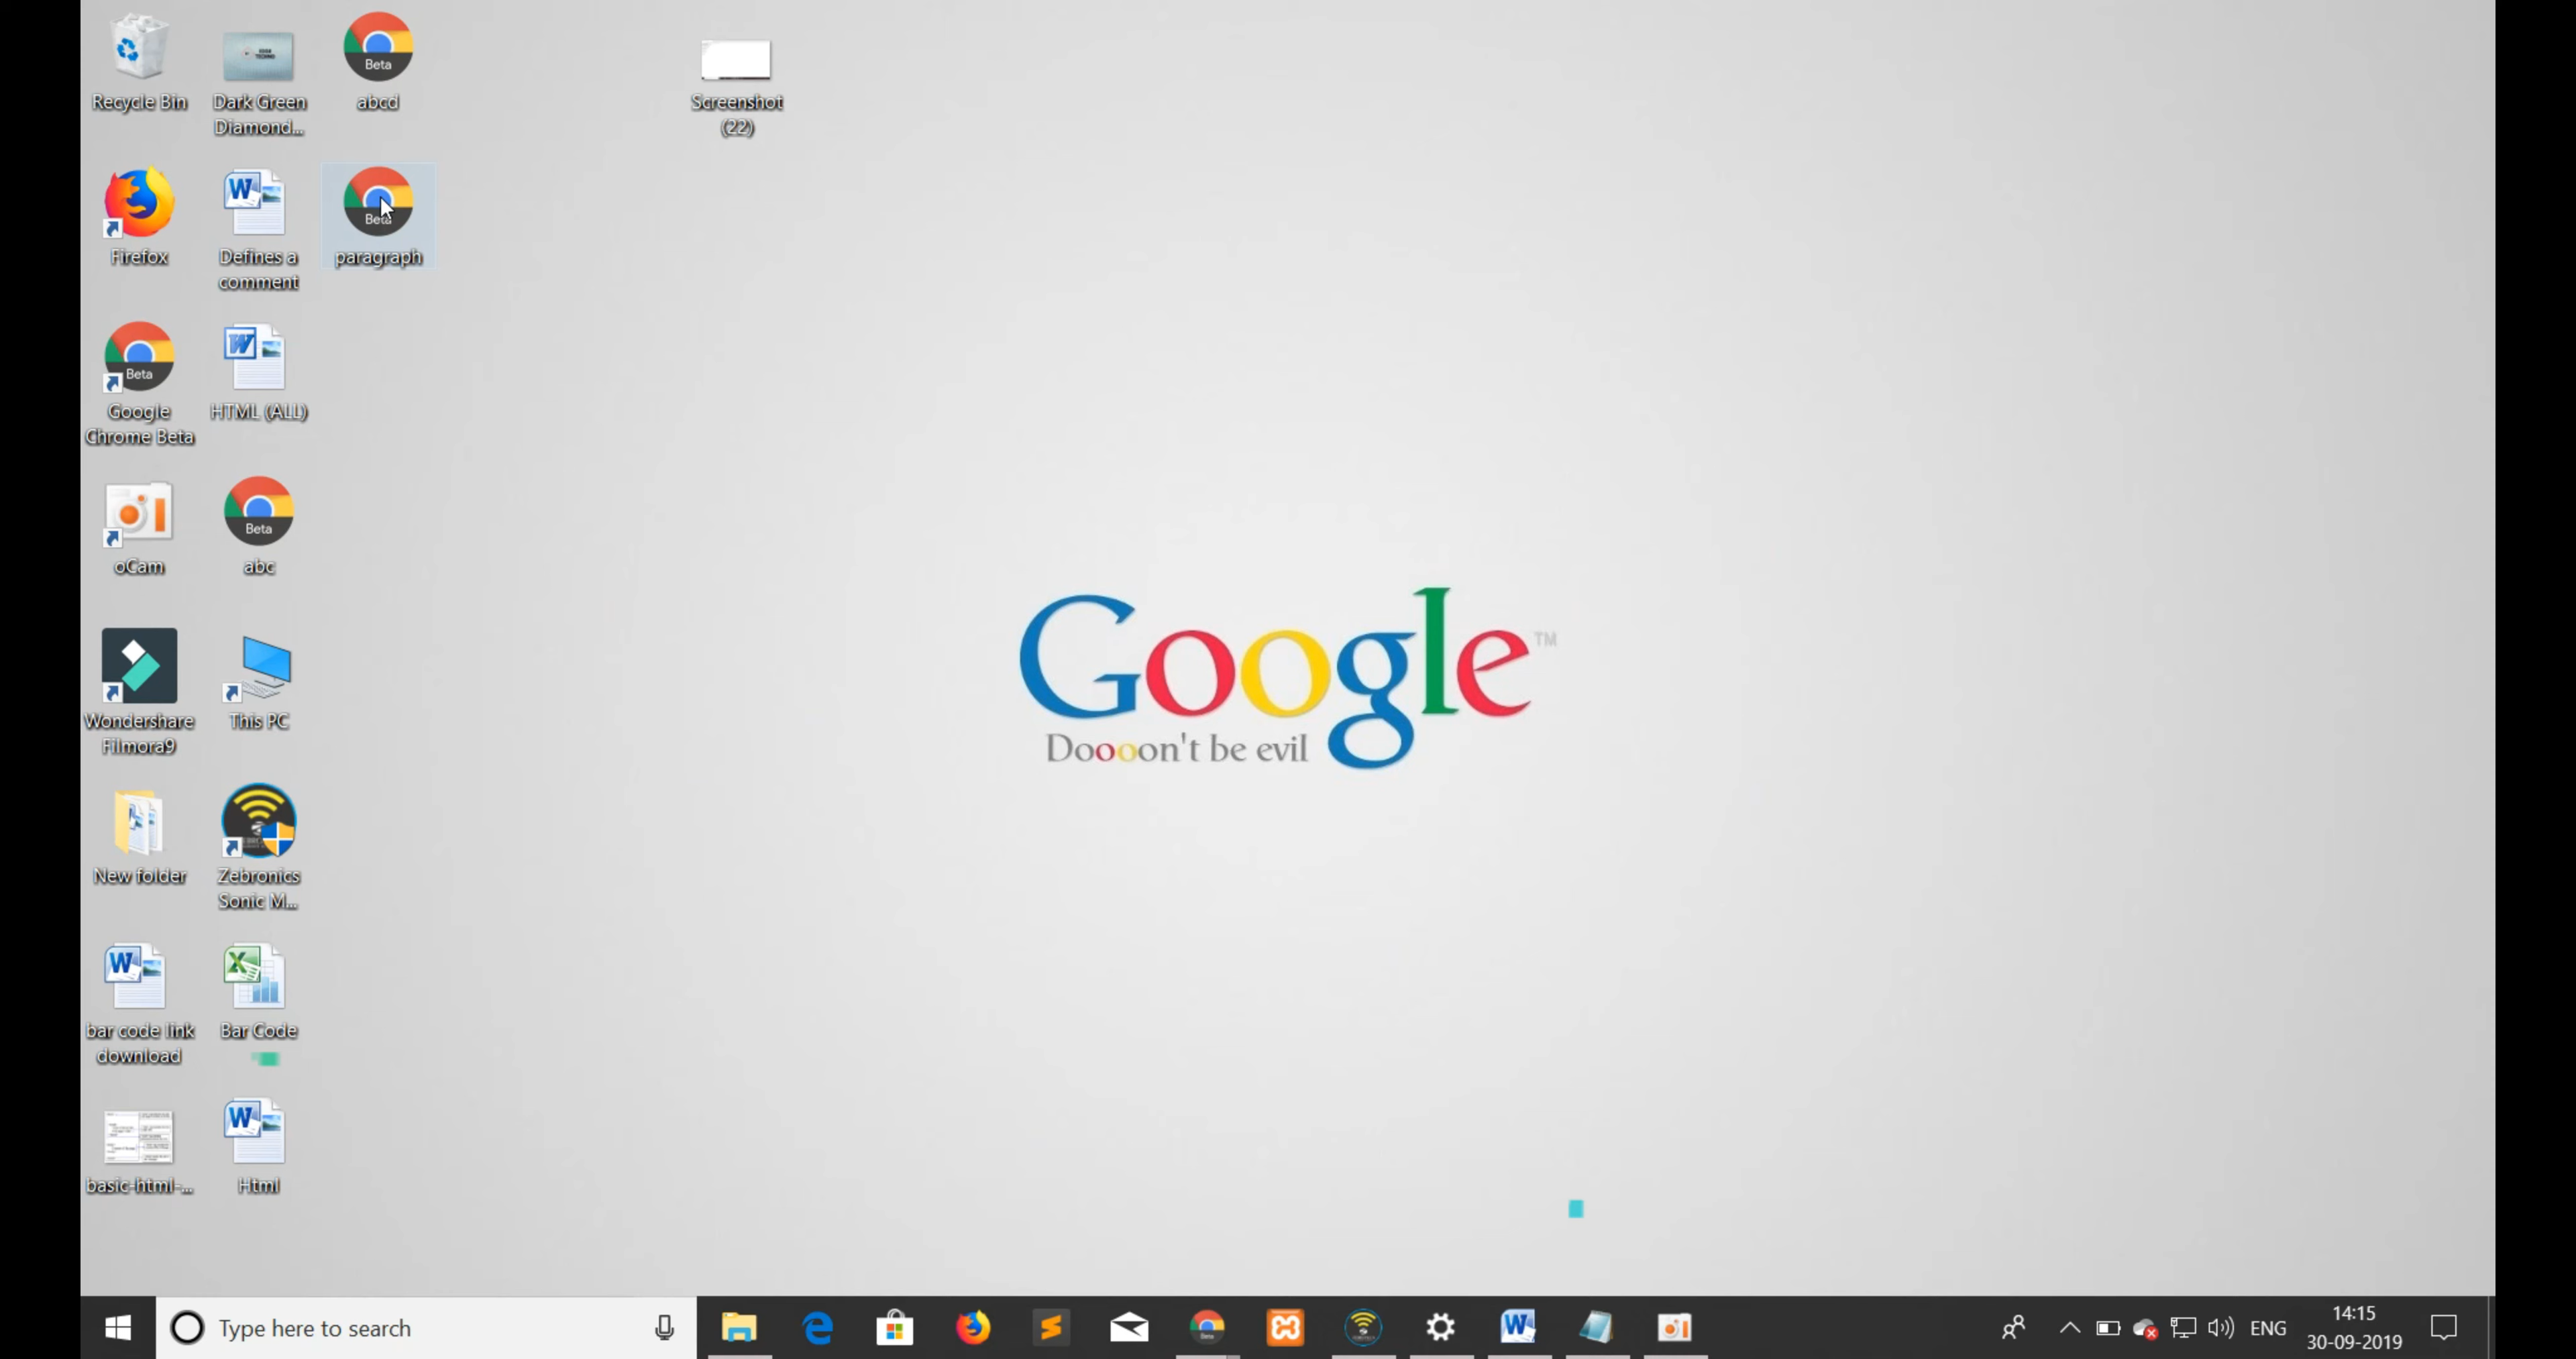 Recycle Bin
Dark Green
Diamond...
Beta
abcd
Screenshot
(22)
Firefox
Defines a
comment
Beta
paragraph
Beta
Google
Chrome Beta
HTML (ALL)
oCam
Beta
abc
Wondershare
Filmora9
This PC
Google™
Doooon't be evil
New folder
Zebronics
Sonic M...
bar code link
download
Bar Code
basic-html-...
Html
Type here to search
ENG
14:15
30-09-2019